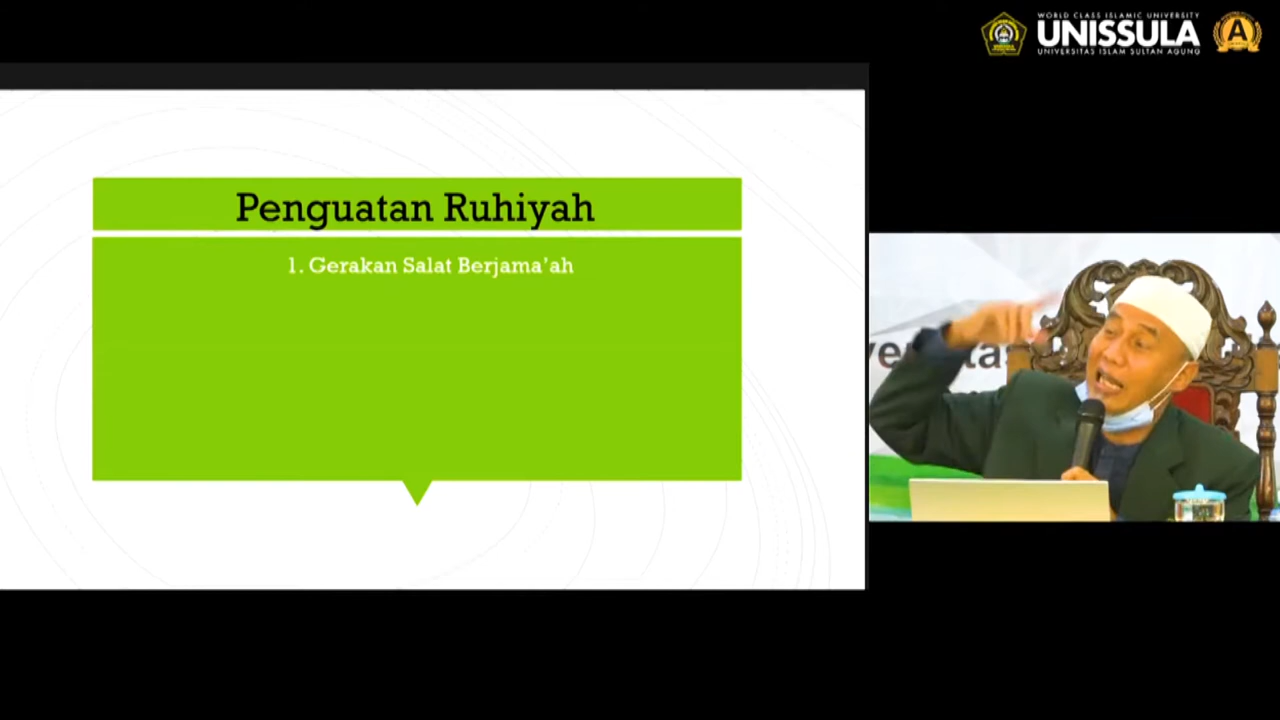 WORLD CLASS ISLAMIC UNIVERSITY
UNISSULA
UNIVERSITAS ISLAM SULTAN AGUNG
A
Penguatan Ruhiyah
1. Gerakan Salat Berjama’ah